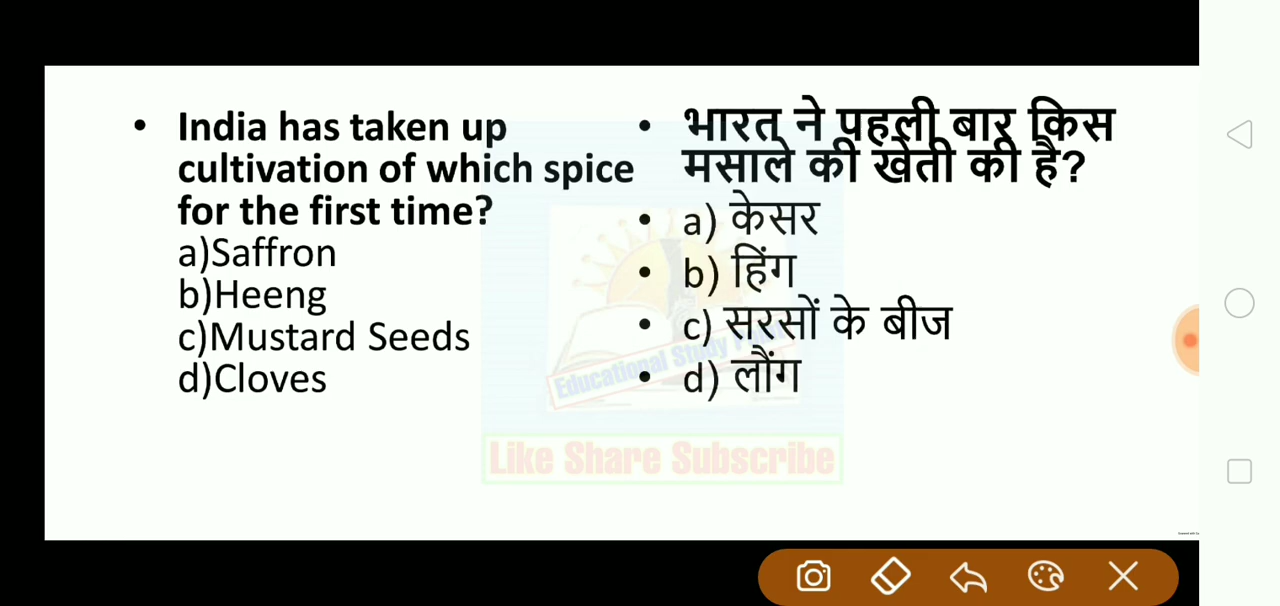 • India has taken up
cultivation of which spice
for the first time?
a)Saffron
b)Heeng
c)Mustard Seeds
d)Cloves
• भारत ने पहली बार किस
मसाले की खेती की है?
• a) केसर
• b) हिंग
• c) सरसों के बीज
• d) लौंग
Educational Study
Like Share Subscribe